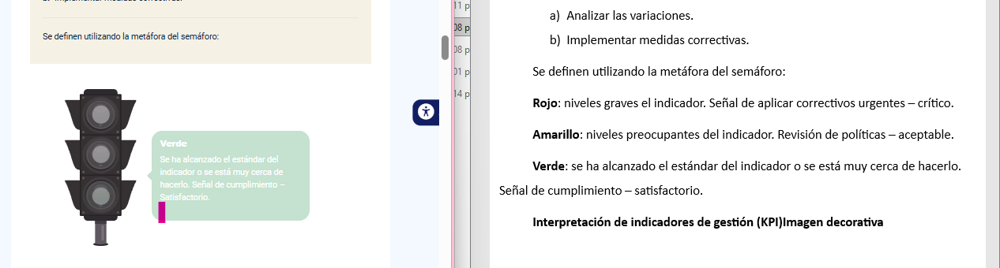 Se definen utilizando la metáfora del semáforo:
Verde
Se ha alcanzado el estándar del
indicador o se está muy cerca de
hacerlo. Señal de cumplimiento –
Satisfactorio.
11 p
08 p
08 p
01 p
14 p
a) Analizar las variaciones.
b) Implementar medidas correctivas.
Se definen utilizando la metáfora del semáforo:
Rojo: niveles graves el indicador. Señal de aplicar correctivos urgentes – crítico.
Amarillo: niveles preocupantes del indicador. Revisión de políticas – aceptable.
Verde: se ha alcanzado el estándar del indicador o se está muy cerca de hacerlo.
Señal de cumplimiento – satisfactorio.
Interpretación de indicadores de gestión (KPI)Imagen decorativa